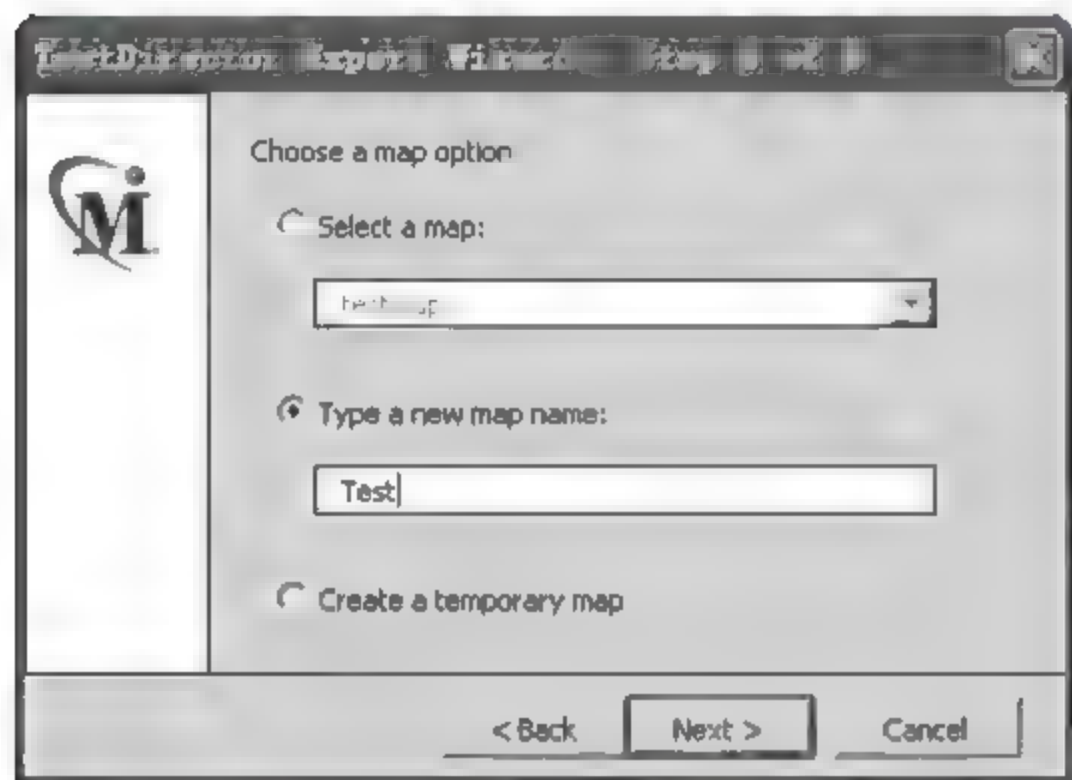 Choose a map option
Select a map:
Type a new map name:
Test
Create a temporary map
< Back
Next >
Cancel